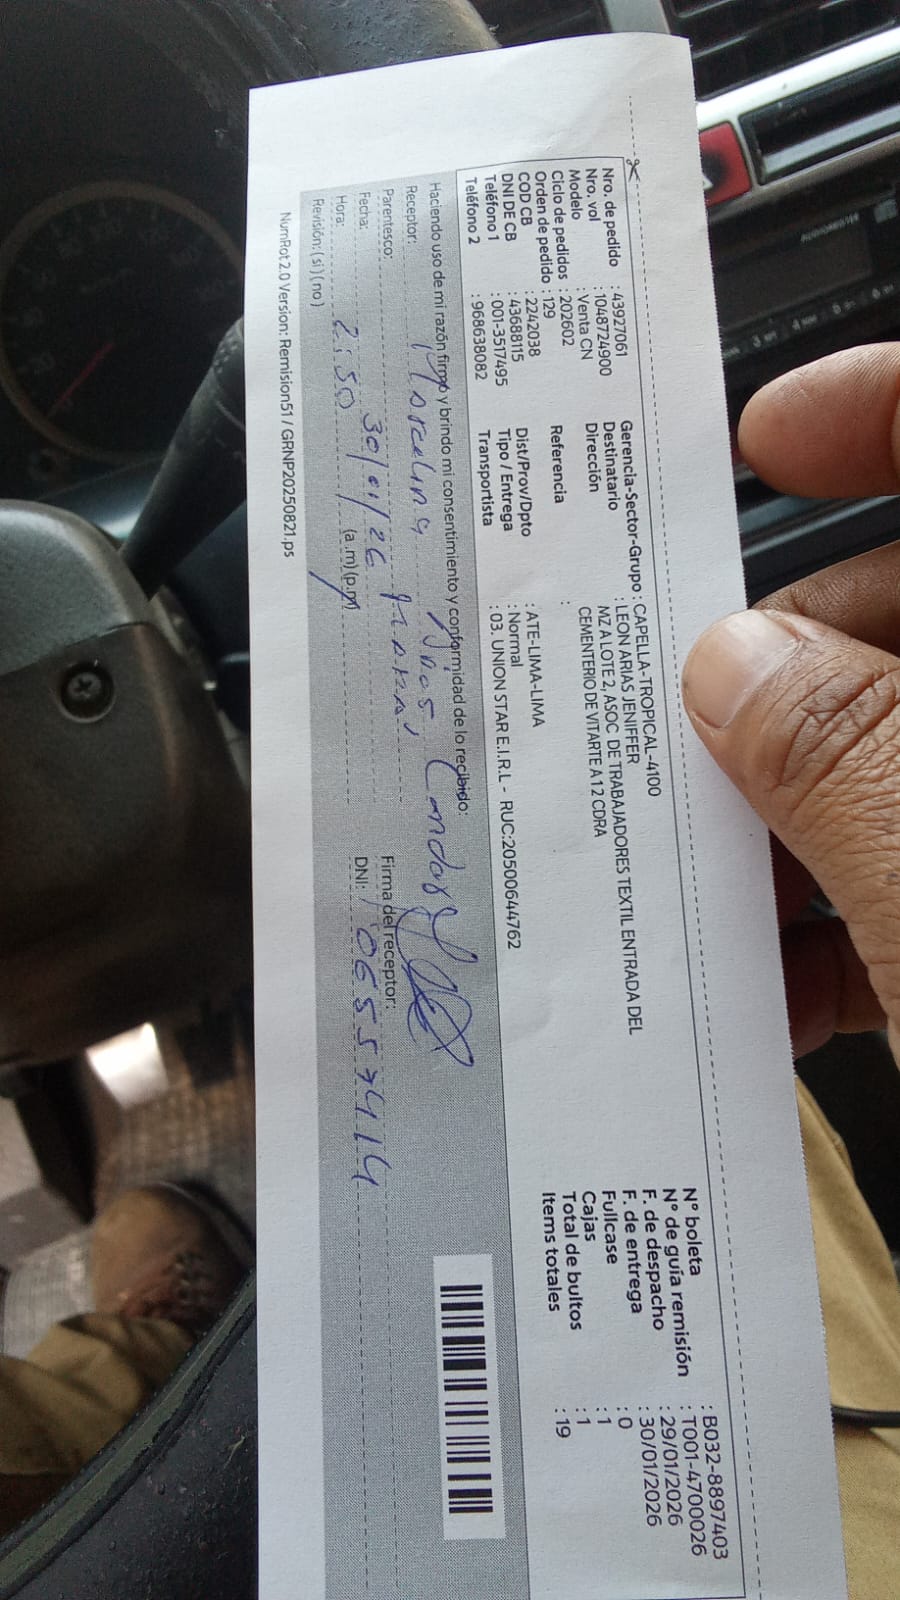 Nro. de pedido : 43927061
Nro. vol : 1048724900
Modelo : Venta CN
Ciclo de pedidos : 202602
Orden de pedido : 129
COD CB : 2242038
DNI DE CB : 43688115
Teléfono 1 : 001-3517495
Teléfono 2 : 968638082
Gerencia-Sector-Grupo : CAPELLA-TROPICAL-4100
Destinatario : LEON ARIAS JENIFFER
Dirección : MZ A LOTE 2, ASOC DE TRABAJADORES TEXTIL ENTRADA DEL
CEMENTERIO DE VITARTE A 1 2 CDRA
Referencia :
Dist/Prov/Dpto : ATE-LIMA-LIMA
Tipo / Entrega : Normal
Transportista : 03. UNION STAR E.I.R.L - RUC:20500644762
N° boleta : B032-8897403
N° de guía remisión : T001-4700026
F. de despacho : 29/01/2026
F. de entrega : 30/01/2026
Fullcase : 0
Cajas : 1
Total de bultos : 1
Items totales : 19
Haciendo uso de mi razón firmo y brindo mi consentimiento y conformidad de lo recibido:
Receptor: Marcelina
Parentesco:
Firma del receptor:
Fecha: 30/01/26
DNI: 06557414
Hora: 2:50 (a.m)(p.m)
Revisión: (si) (no)
NumRot 2.0 Version: Remision51 / GRNP20250821.ps